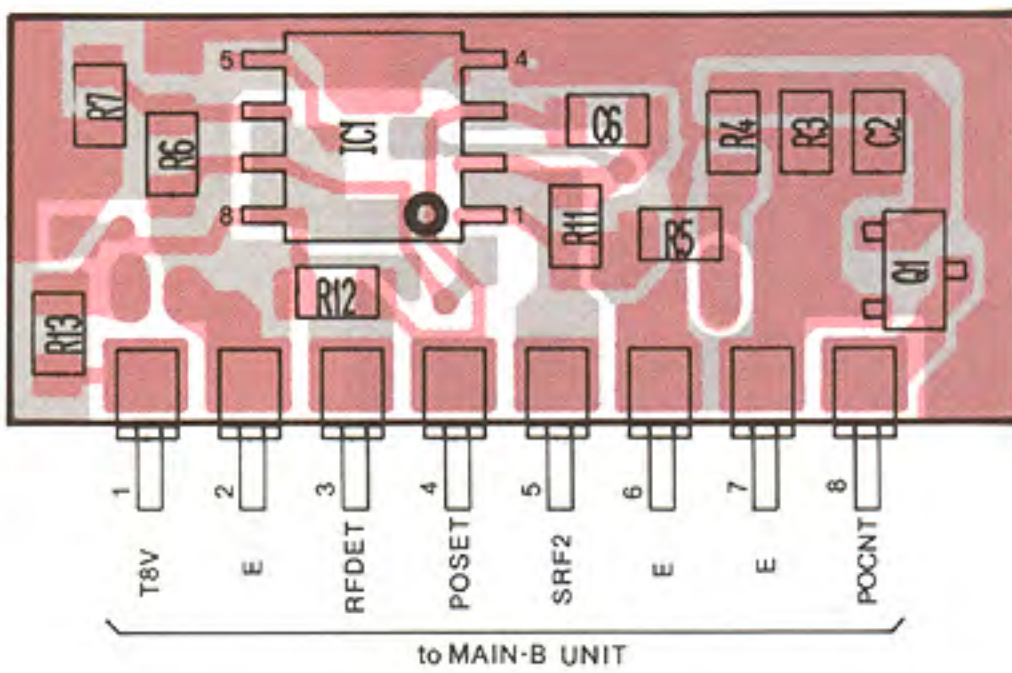 5
4
R7
R6
IC1
C6
R4
R3
C2
8
1
R11
R5
Q1
R12
R13
1
2
3
4
5
6
7
8
T8V
E
RFDET
POSET
SRF2
E
E
POCNT
to MAIN-B UNIT